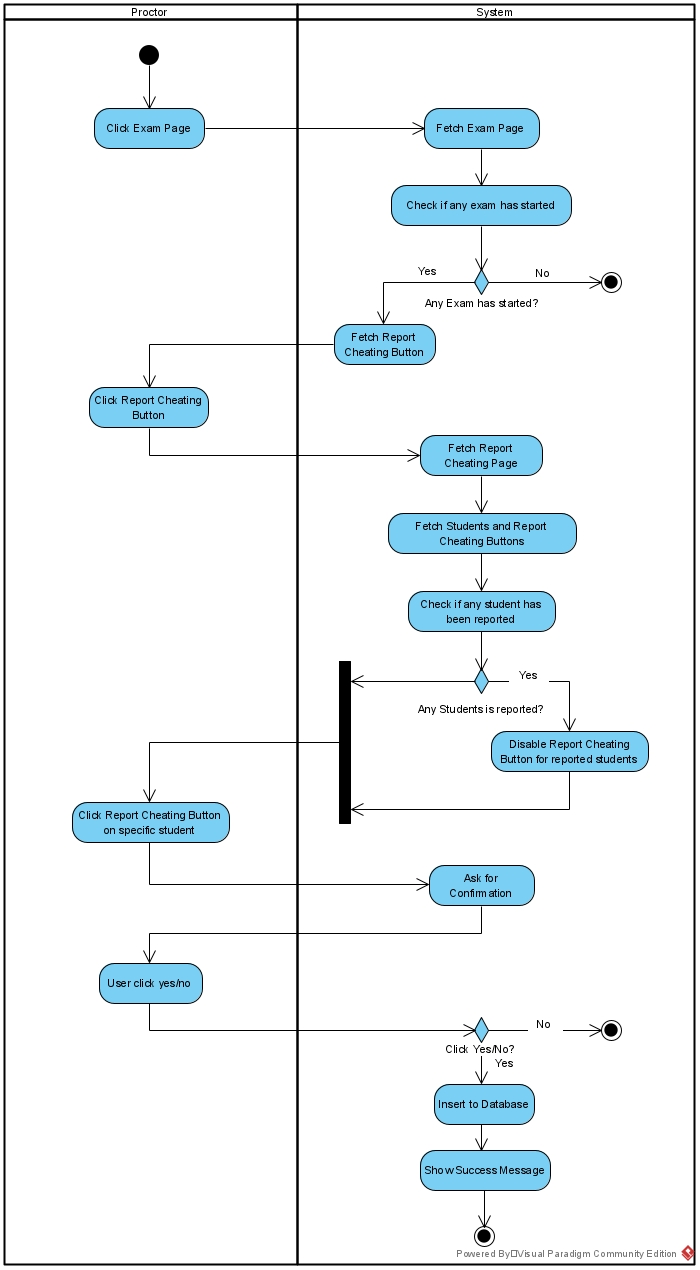 Proctor
System
Click Exam Page
Fetch Exam Page
Check if any exam has started
Yes
No
Any Exam has started?
Fetch Report
Cheating Button
Click Report Cheating
Button
Fetch Report
Cheating Page
Fetch Students and Report
Cheating Buttons
Check if any student has
been reported
Yes
Any Students is reported?
Disable Report Cheating
Button for reported students
Click Report Cheating Button
on specific student
Ask for
Confirmation
User click yes/no
No
Click Yes/No?
Yes
Insert to Database
Show Success Message
Powered By Visual Paradigm Community Edition